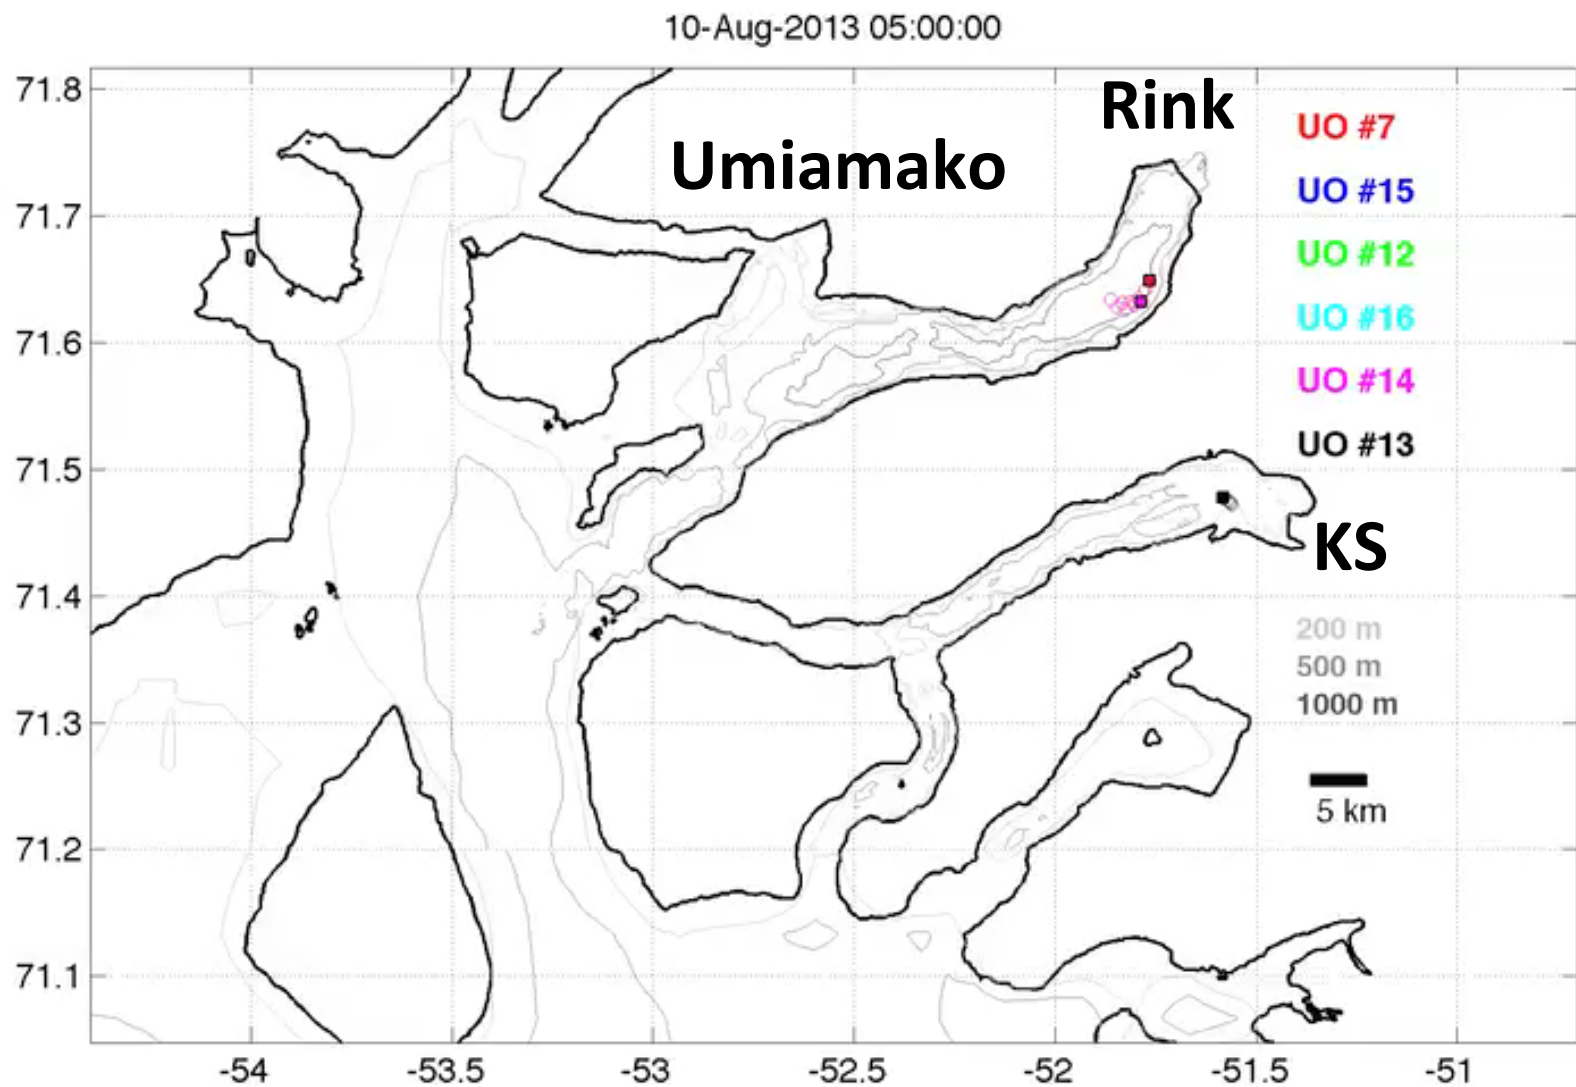 10-Aug-2013 05:00:00
71.8
71.7
71.6
71.5
71.4
71.3
71.2
71.1
Rink
Umiamako
UO #7
UO #15
UO #12
UO #16
UO #14
UO #13
KS
200 m
500 m
1000 m
5 km
-54
-53.5
-53
-52.5
-52
-51.5
-51